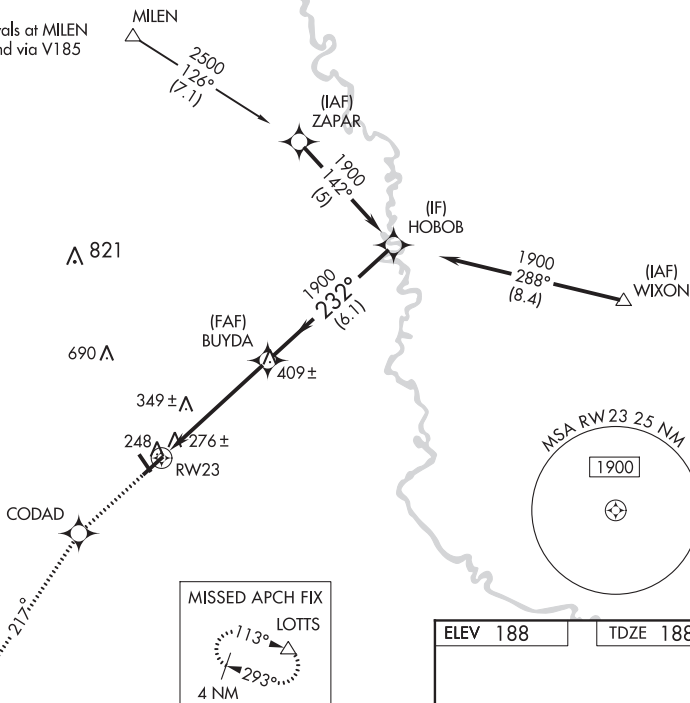 vals at MILEN
nd via V185
MILEN
2500
126°
(7.1)
(IAF)
ZAPAR
1900
142°
(5)
(IF)
HOBOB
1900
288°
(8.4)
(IAF)
WIXON
821
1900
232°
(6.1)
(FAF)
BUYDA
409±
690
349±
248
276±
RW23
CODAD
217°
MSA RW23 25 NM
1900
MISSED APCH FIX
LOTTS
113°
293°
4 NM
ELEV 188
TDZE 188